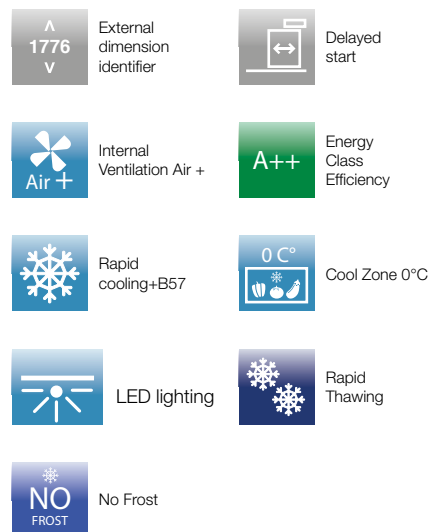 1776
External
dimension
identifier
Delayed
start
Air +
Internal
Ventilation Air +
A++
Energy
Class
Efficiency
Rapid
cooling+B57
0 C°
Cool Zone 0°C
LED lighting
Rapid
Thawing
NO
FROST
No Frost